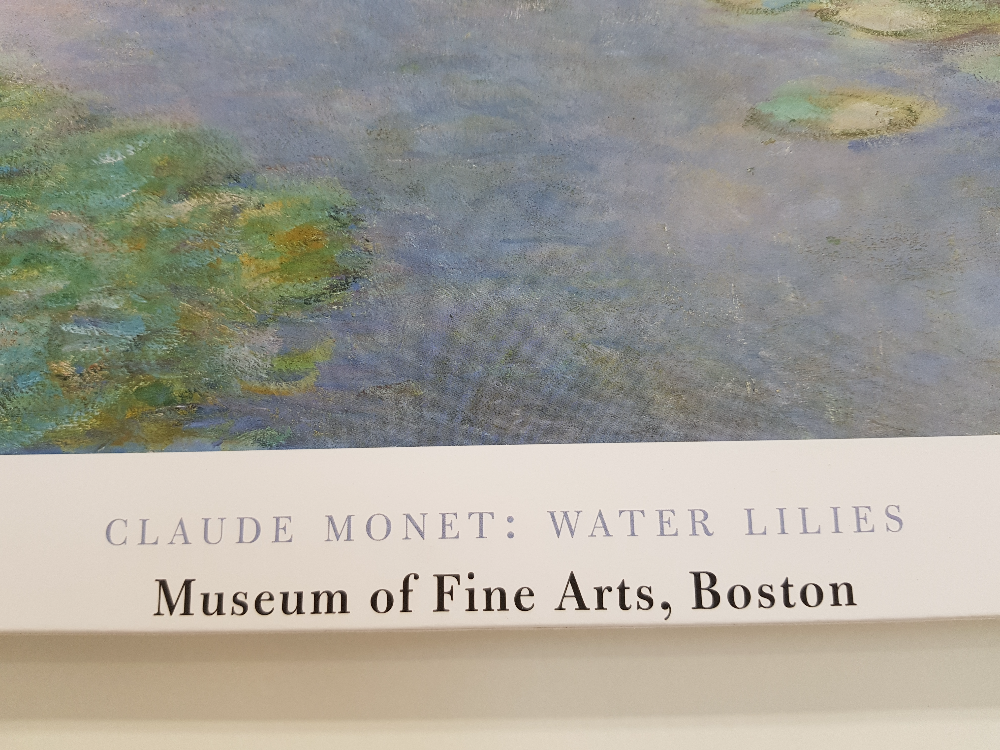 CLAUDE MONET: WATER LILIES
Museum of Fine Arts, Boston